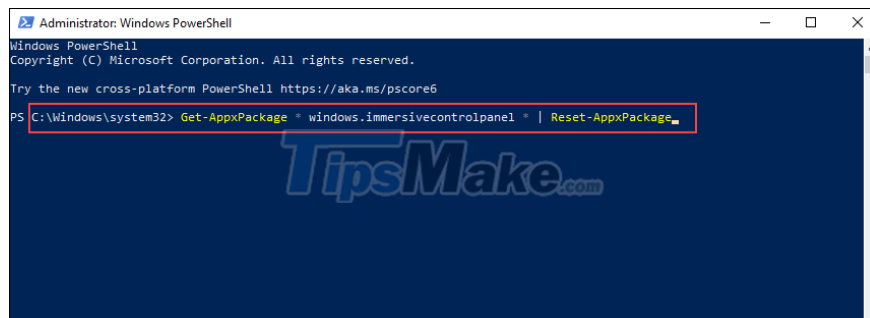 Administrator: Windows PowerShell
Windows PowerShell
Copyright (C) Microsoft Corporation. All rights reserved.
Try the new cross-platform PowerShell https://aka.ms/pscore6
PS C:\Windows\system32> Get-AppxPackage * windows.immersivecontrolpanel * | Reset-AppxPackage_
TipsMake.com